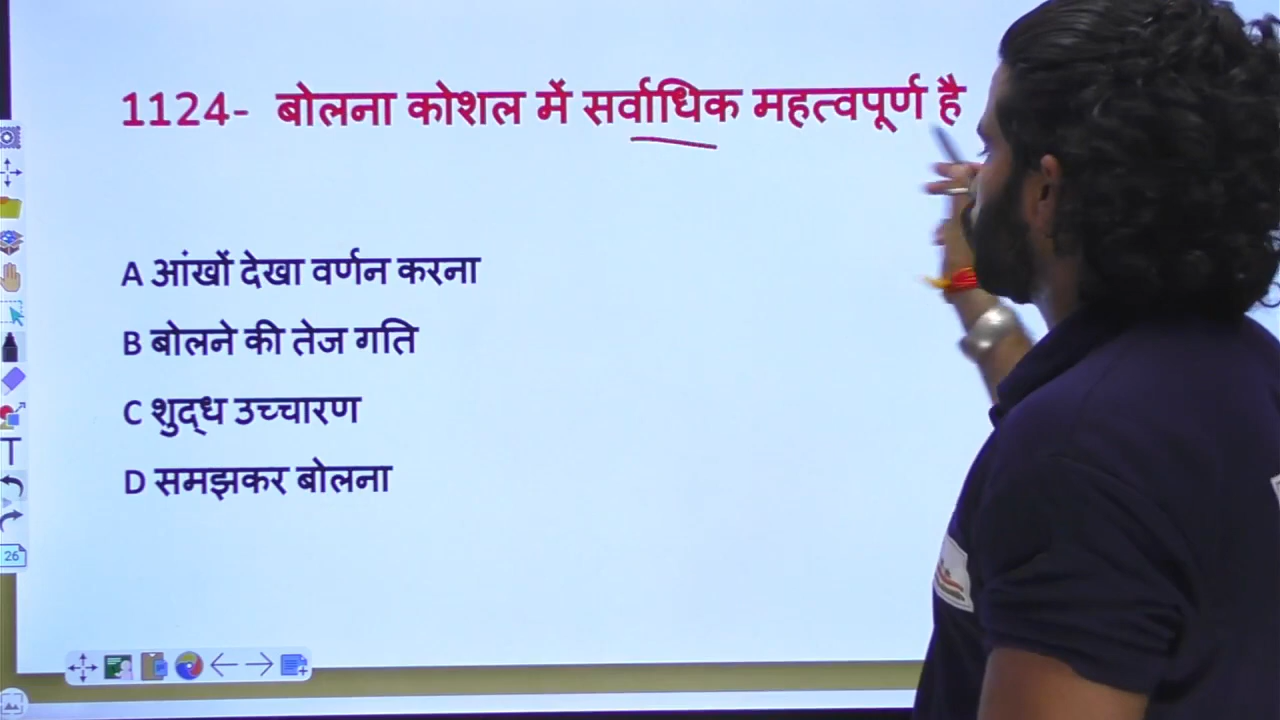 1124- बोलना कोशल में सर्वाधिक महत्वपूर्ण है
A आंखों देखा वर्णन करना
B बोलने की तेज गति
C शुद्ध उच्चारण
D समझकर बोलना
26